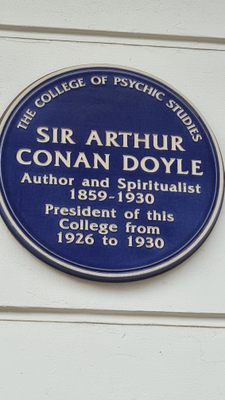 THE COLLEGE OF PSYCHIC STUDIES
SIR ARTHUR
CONAN DOYLE
Author and Spiritualist
1859-1930
President of this
College from
1926 to 1930